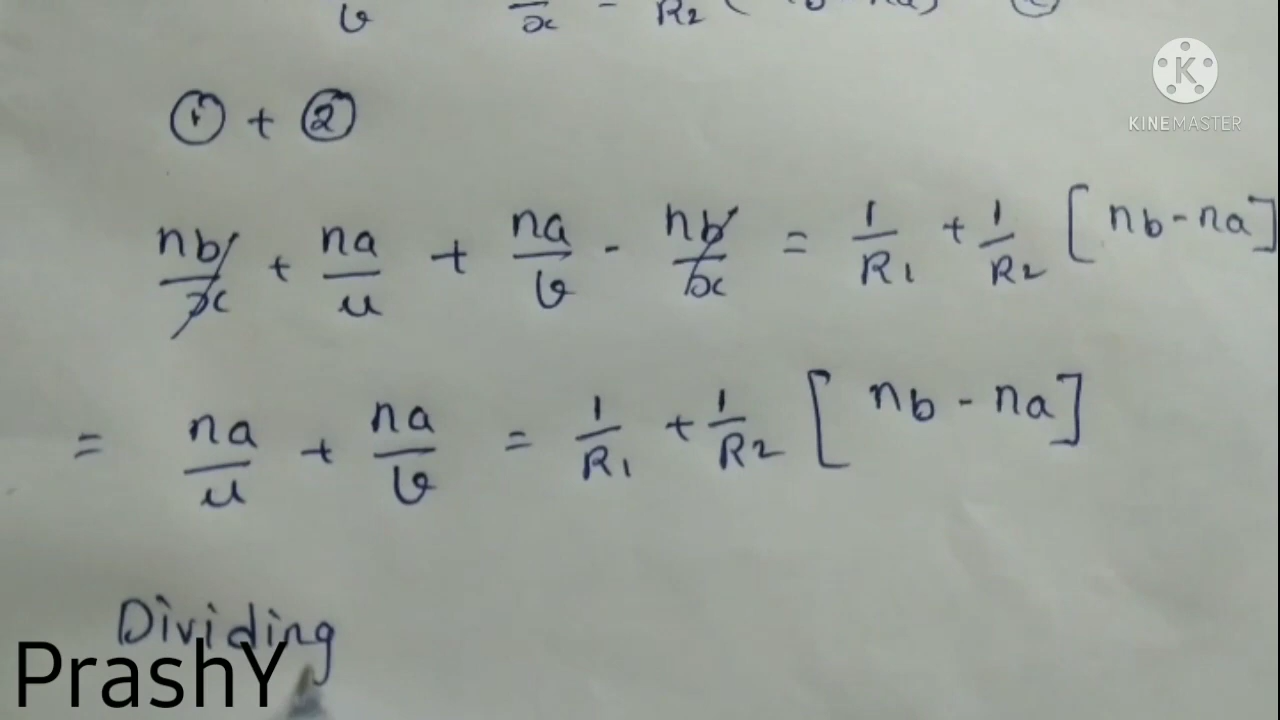 ① + ②
KINEMASTER
nb/x + na/u + na/v - nb/x = 1/R1 + 1/R2 [nb - na]
= na/u + na/v = 1/R1 + 1/R2 [nb - na]
Dividing
PrashY